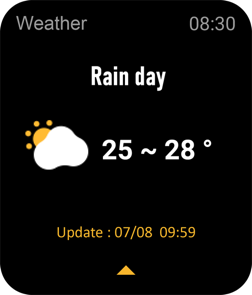 Weather 08:30
Rain day
25 ~ 28 °
Update : 07/08 09:59